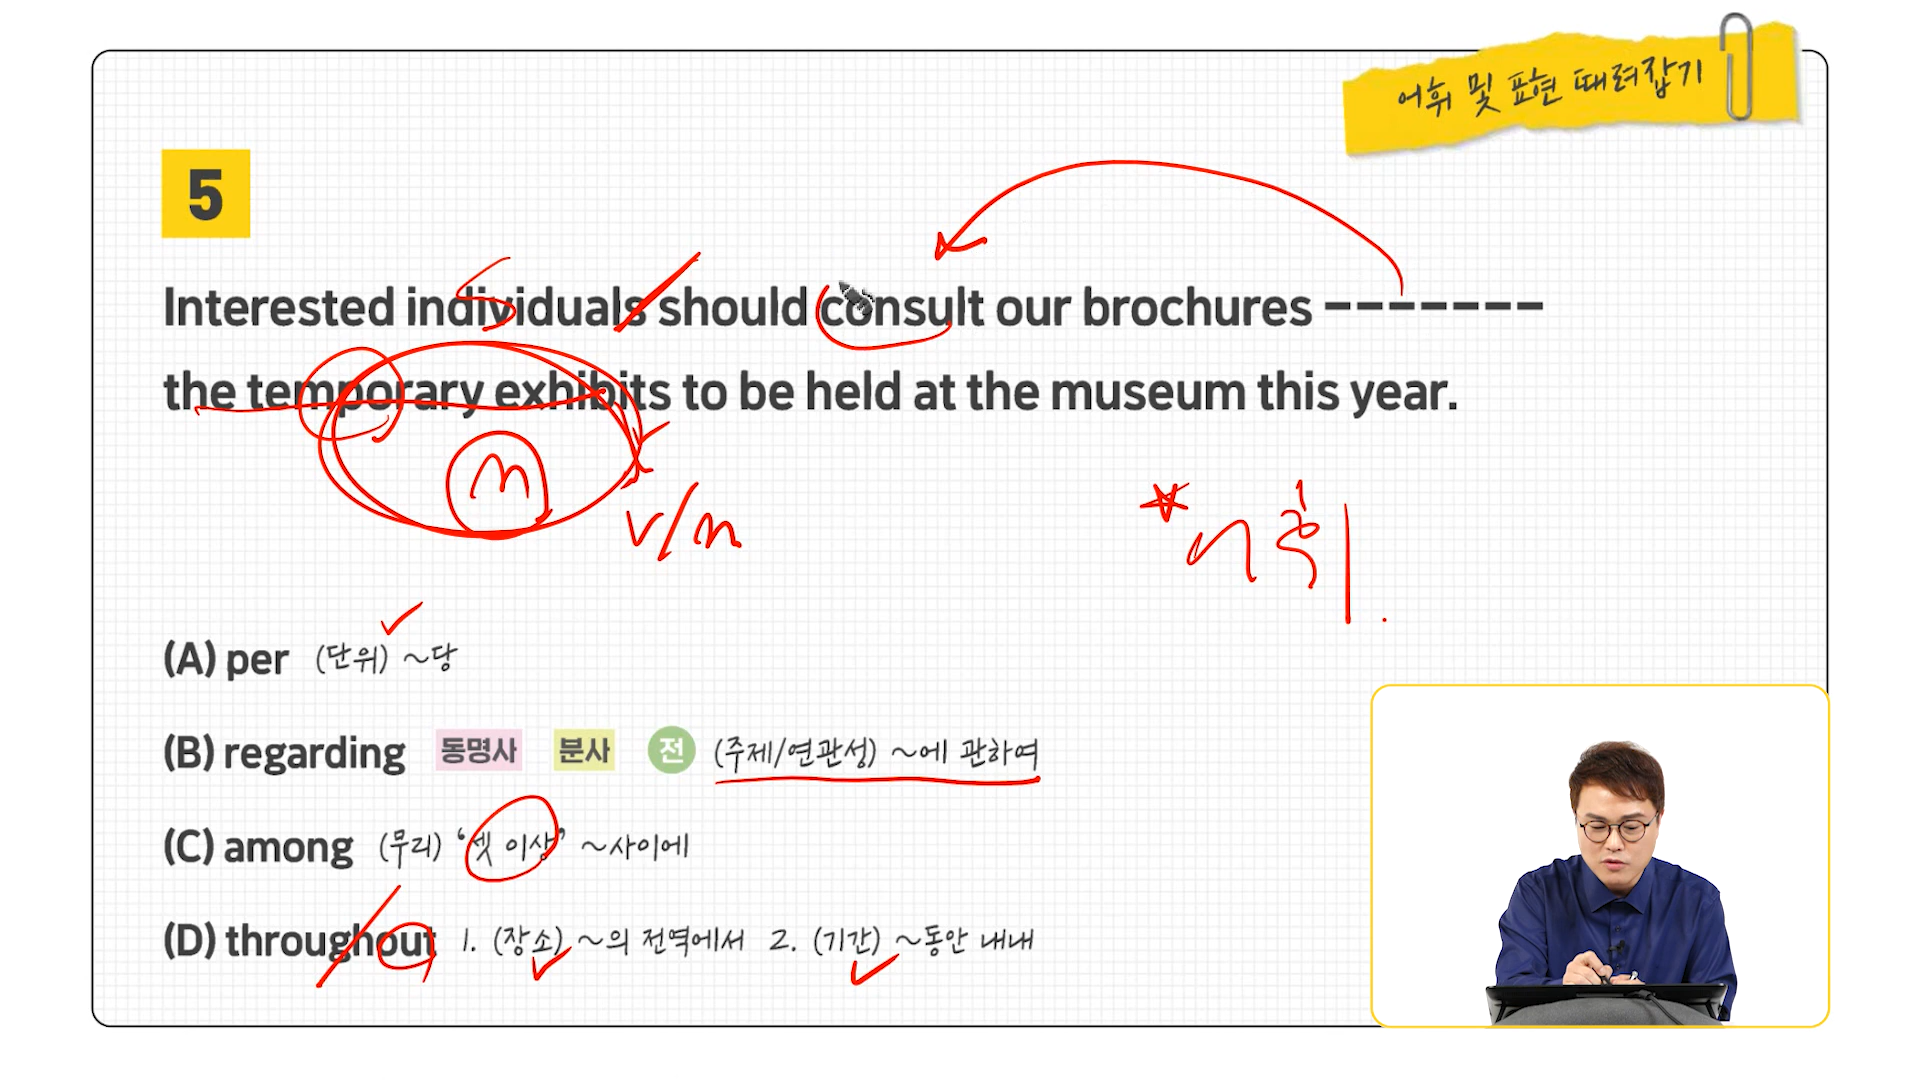 어휘 및 표현 때려잡기
5
Interested individuals should consult our brochures -------
the temporary exhibits to be held at the museum this year.
S
n
v/n
어휘.
(A) per (단위) ~당
(B) regarding 동명사 분사 전 (주제/연관성) ~에 관하여
(C) among (무리) ‘셋 이상’ ~사이에
(D) throughout 1. (장소) ~의 전역에서 2. (기간) ~동안 내내